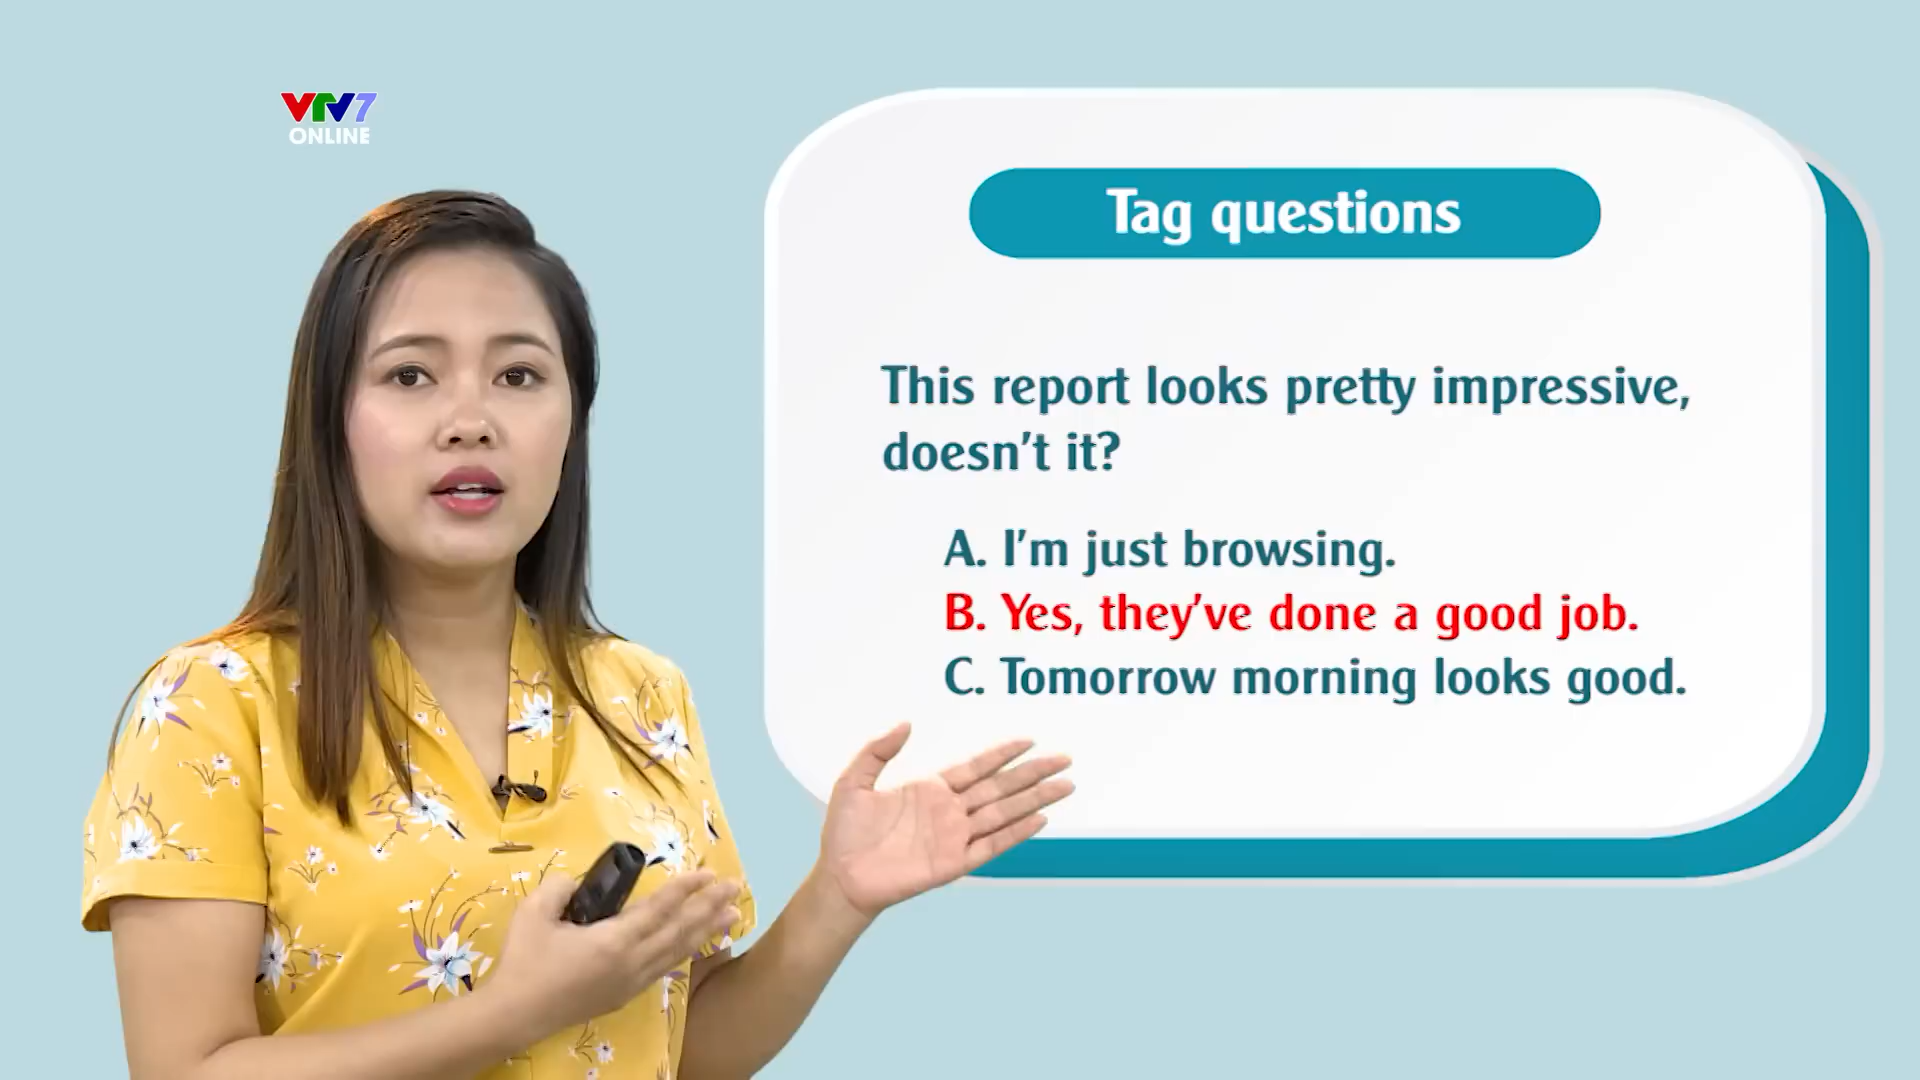 VTV7
ONLINE
Tag questions
This report looks pretty impressive,
doesn't it?
A. I'm just browsing.
B. Yes, they've done a good job.
C. Tomorrow morning looks good.